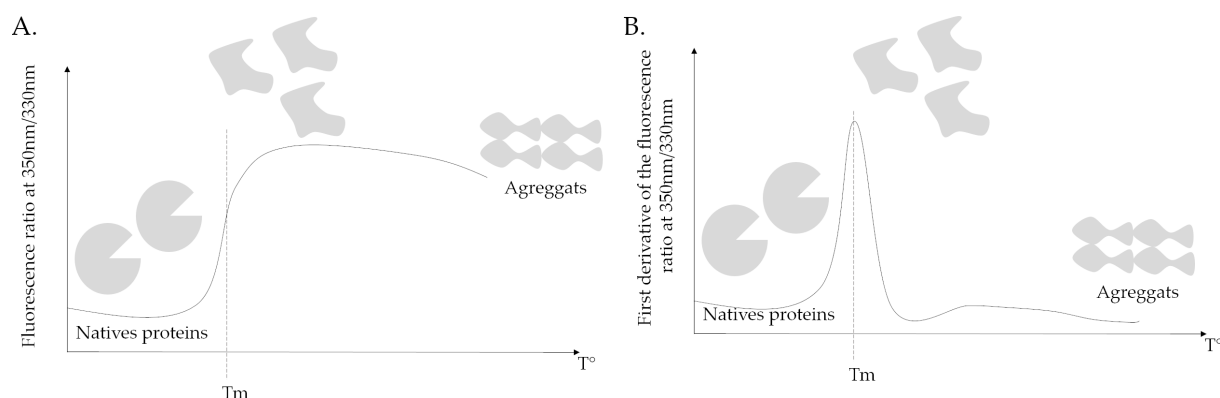 A.
Fluorescence ratio at 350nm/330nm
Natives proteins
Agreggats
T°
Tm
B.
First derivative of the fluorescence
ratio at 350nm/330nm
Natives proteins
Agreggats
T°
Tm